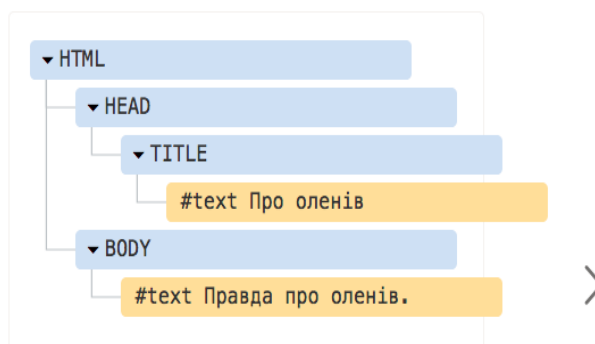 HTML
HEAD
TITLE
#text Про оленів
BODY
#text Правда про оленів.